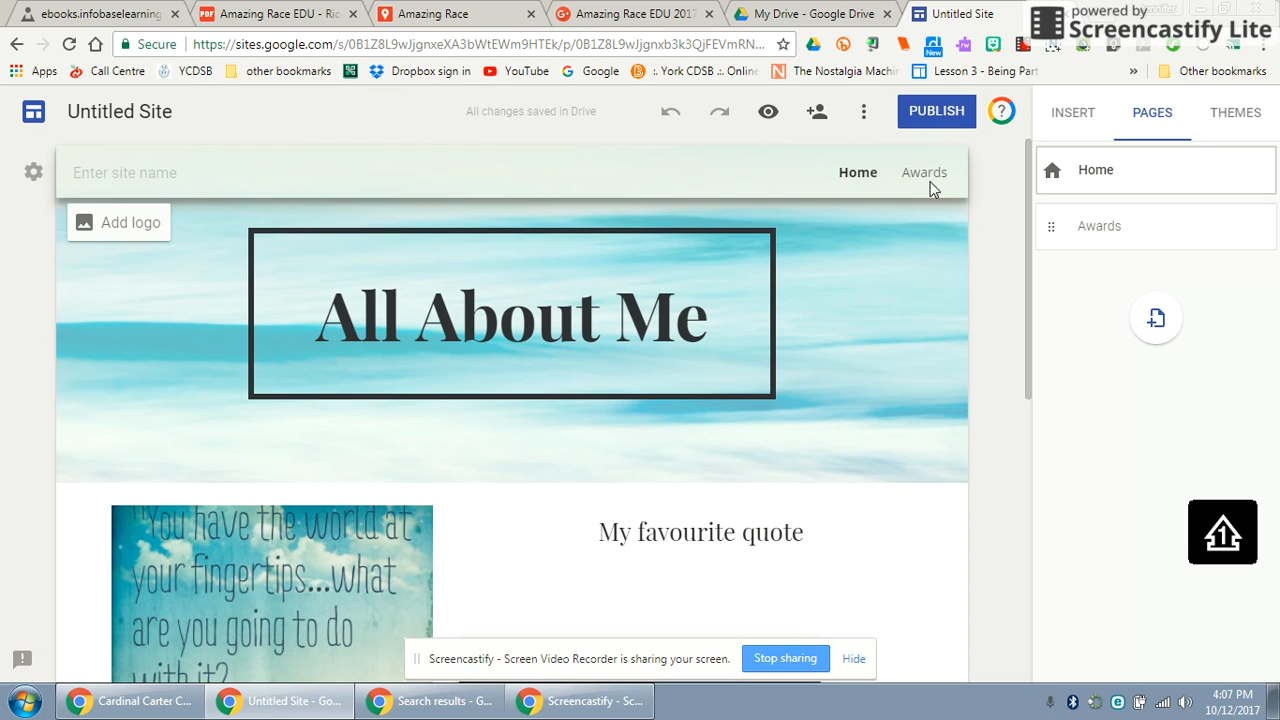 ebooks.infobaselearning
Amazing Race EDU -
Amazing Race
Amazing Race EDU 2017
My Drive - Google Drive
Untitled Site
powered by
Screencastify Lite
Secure
https://sites.google.com
Apps
Call Centre
YCDSB
other bookmarks
Dropbox sign in
YouTube
Google
:. York CDSB .:. Onlin
The Nostalgia Machin
Lesson 3 - Being Part
»
Other bookmarks
New
Untitled Site
All changes saved in Drive
PUBLISH
INSERT
PAGES
THEMES
Enter site name
Home
Awards
Home
Add logo
Awards
All About Me
My favourite quote
"You have the world at
your fingertips...what
are you going to do
with it?
Screencastify - Screen Video Recorder is sharing your screen.
Stop sharing
Hide
1
Cardinal Carter C...
Untitled Site - Go...
Search results - G...
Screencastify - Sc...
4:07 PM
10/12/2017